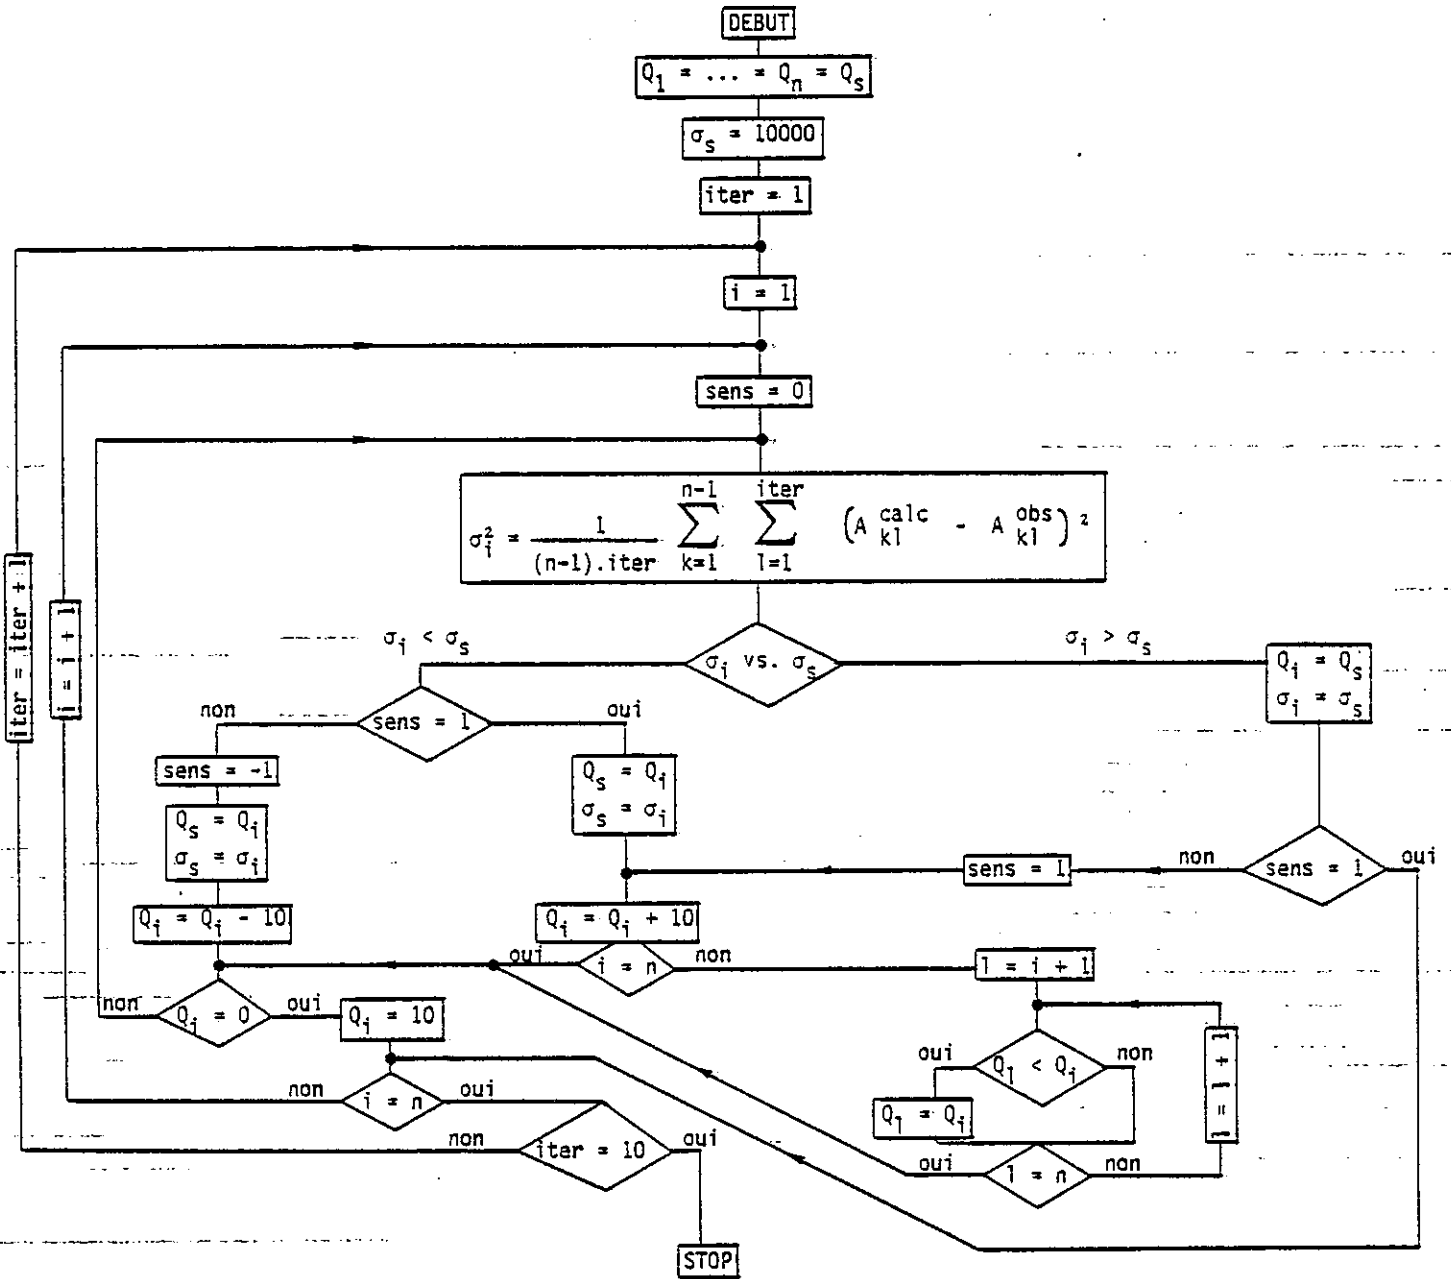 DEBUT
Q1 = ... = Qn = Qs
σs = 10000
iter = 1
i = 1
sens = 0
σi² = 1/((n-1).iter) Σ(k=1, n-1) Σ(l=1, iter) (A kl calc - A kl obs)²
iter = iter + 1
i = i + 1
σi < σs
σi vs. σs
σi > σs
Qi = Qs
σi = σs
non
sens = 1
oui
sens = -1
Qs = Qi
σs = σi
Qs = Qi
σs = σi
sens = 1
non
sens = 1
oui
Qi = Qi - 10
Qi = Qi + 10
oui
i = n
non
l = i + 1
non
Qi = 0
oui
Qi = 10
oui
Ql < Qi
non
l = l + 1
Ql = Qi
non
i = n
oui
non
iter = 10
oui
oui
l = n
non
STOP